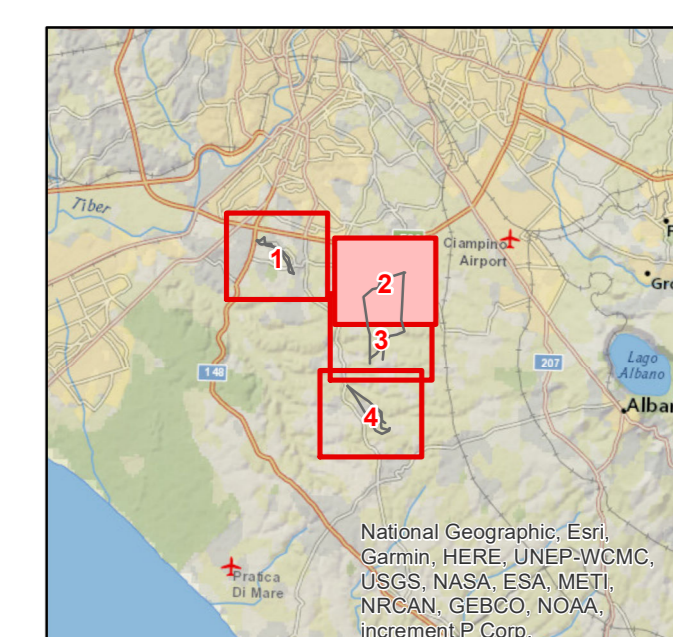 Tiber
Ciampino
Airport
1
2
Gro
3
148
207
Lago
Albano
Albar
4
National Geographic, Esri,
Garmin, HERE, UNEP-WCMC,
USGS, NASA, ESA, METI,
NRCAN, GEBCO, NOAA,
increment P Corp.
Pratica
Di Mare